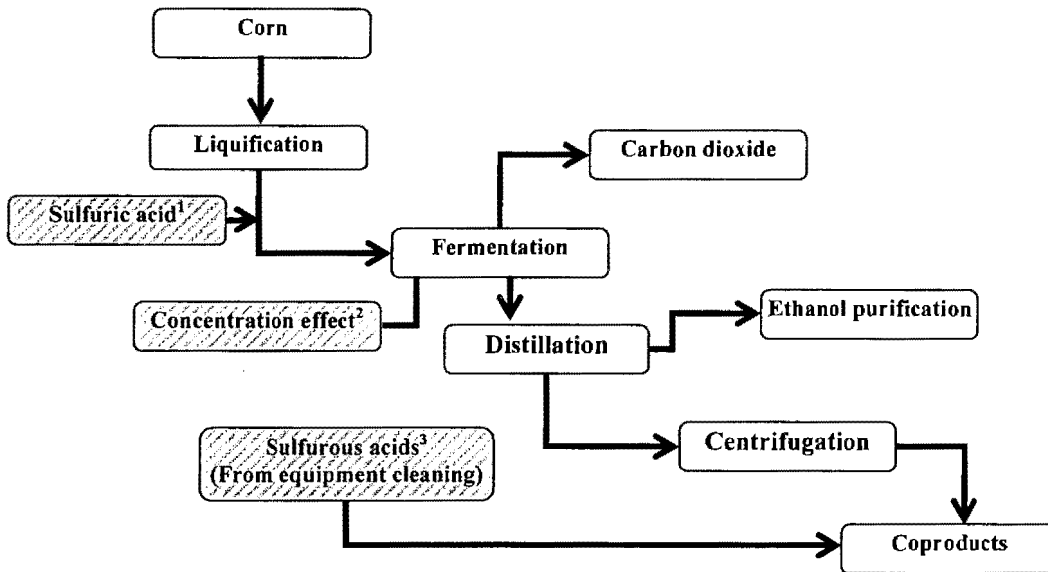 Corn
Liquification
Carbon dioxide
Sulfuric acid¹
Fermentation
Concentration effect²
Ethanol purification
Distillation
Sulfurous acids³
(From equipment cleaning)
Centrifugation
Coproducts